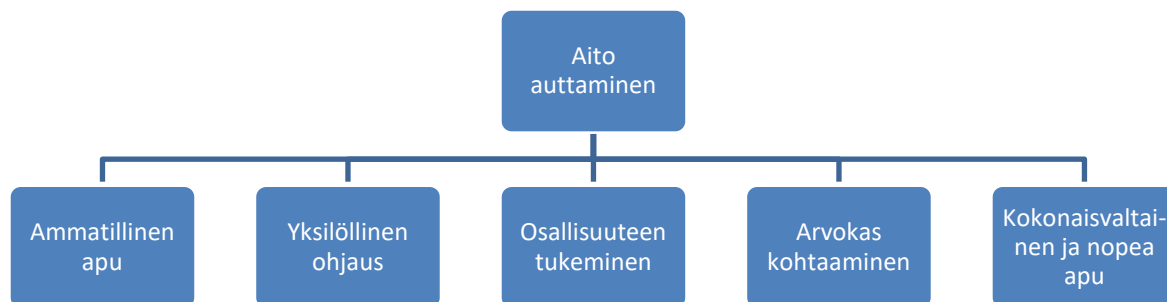 Aito
auttaminen
Ammatillinen
apu
Yksilöllinen
ohjaus
Osallisuuteen
tukeminen
Arvokas
kohtaaminen
Kokonaisvaltai-
nen ja nopea
apu